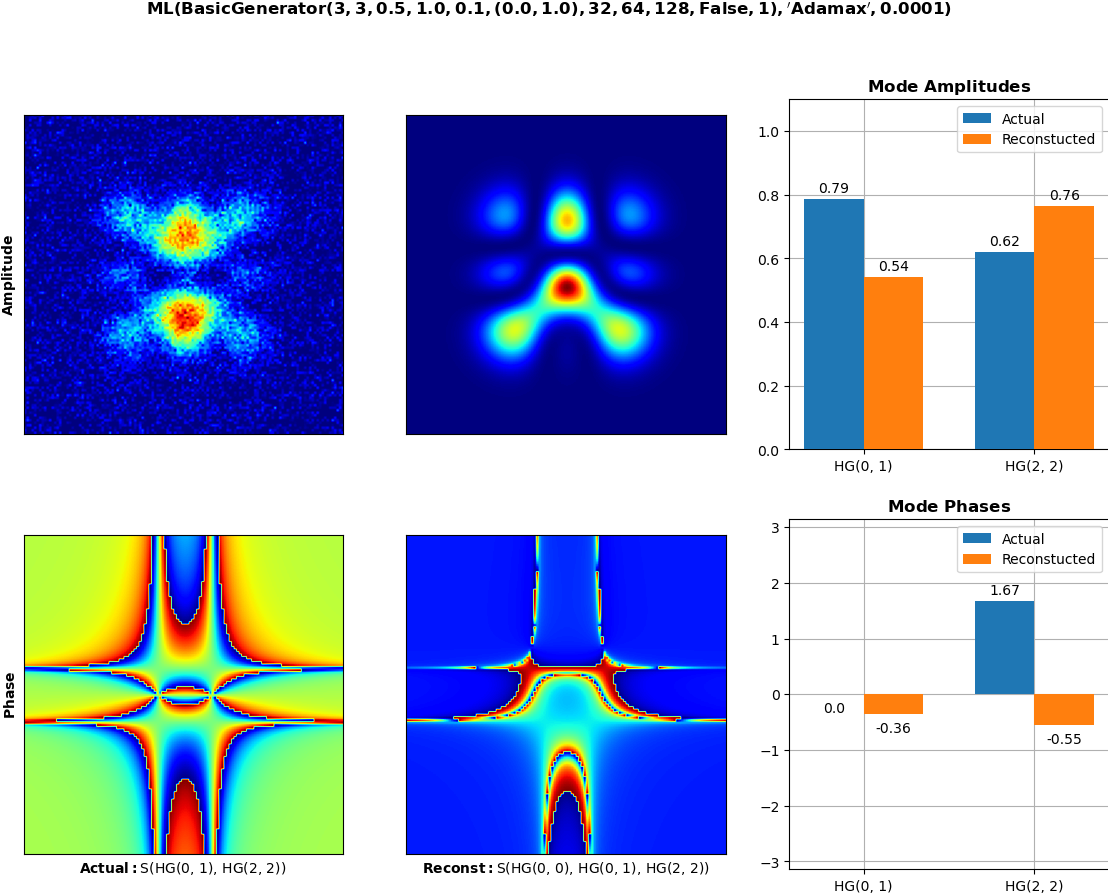 ML(BasicGenerator(3, 3, 0.5, 1.0, 0.1, (0.0, 1.0), 32, 64, 128, False, 1), ′Adamax′, 0.0001)
Amplitude
Mode Amplitudes
Actual
Reconstucted
1.0
0.8
0.6
0.4
0.2
0.0
0.79
0.54
0.62
0.76
HG(0, 1)
HG(2, 2)
Phase
Actual: S(HG(0, 1), HG(2, 2))
Reconst: S(HG(0, 0), HG(0, 1), HG(2, 2))
Mode Phases
Actual
Reconstucted
3
2
1
0
−1
−2
−3
0.0
-0.36
1.67
-0.55
HG(0, 1)
HG(2, 2)